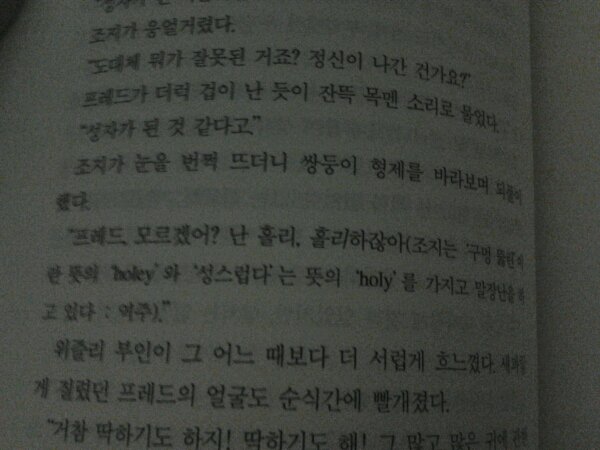 조지가 웅얼거렸다.
"도대체 뭐가 잘못된 거죠? 정신이 나간 건가요?"
프레드가 더럭 겁이 난 듯이 잔뜩 목멘 소리로 물었다.
"성자가 된 것 같다고."
조지가 눈을 번쩍 뜨더니 쌍둥이 형제를 바라보며 되풀이
했다.
"프레드, 모르겠어? 난 홀리, 홀리하잖아(조지는 '구멍 뚫린'이
란 뜻의 'holey'와 '성스럽다'는 뜻의 'holy'를 가지고 말장난을 하
고 있다 : 역주)."
위즐리 부인이 그 어느 때보다 더 서럽게 흐느꼈다. 새파랗
게 질렸던 프레드의 얼굴도 순식간에 빨개졌다.
"거참 딱하기도 하지! 딱하기도 해! 그 많고 많은 귀에 관한